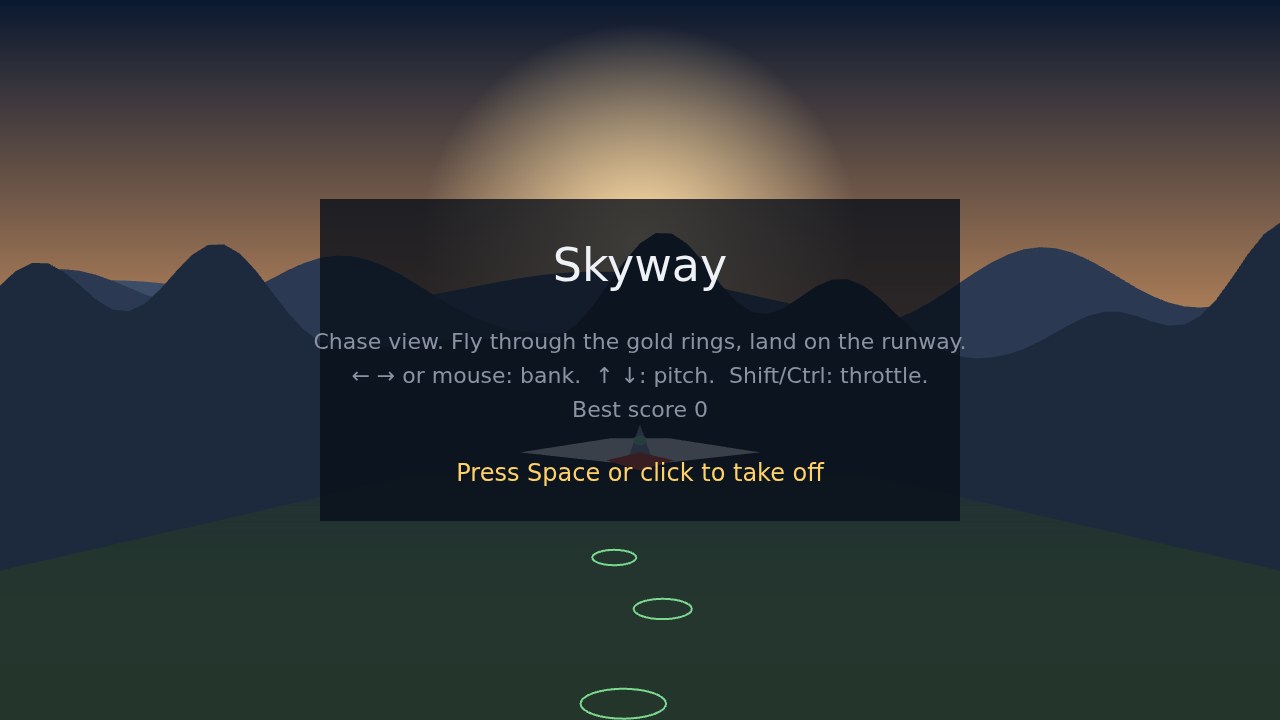 Skyway
Chase view. Fly through the gold rings, land on the runway.
← → or mouse: bank.  ↑ ↓: pitch.  Shift/Ctrl: throttle.
Best score 0
Press Space or click to take off